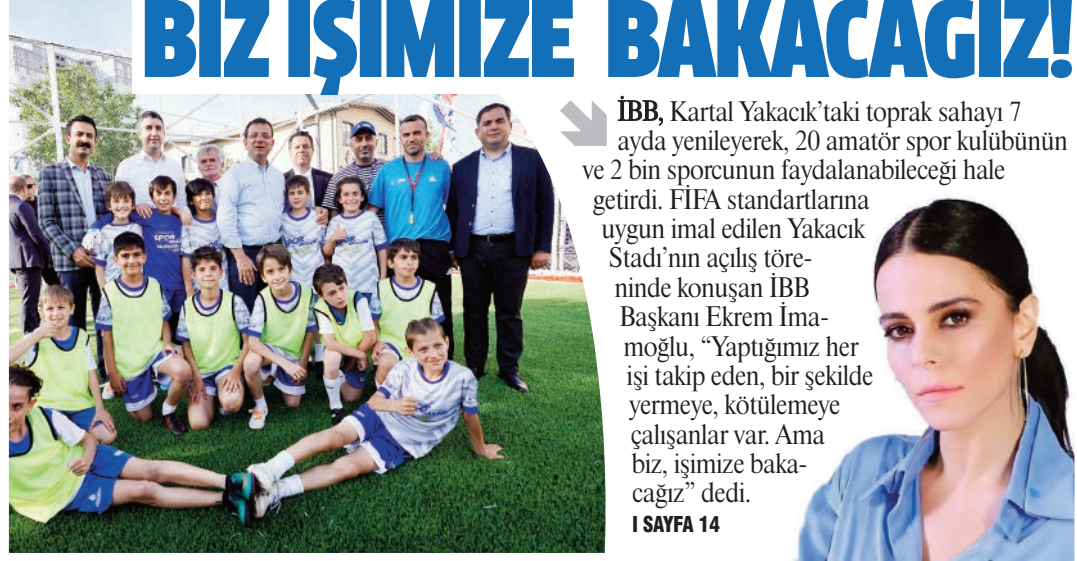 BİZ İŞİMİZE BAKACAĞIZ!
İBB, Kartal Yakacık’taki toprak sahayı 7
ayda yenileyerek, 20 amatör spor kulübünün
ve 2 bin sporcunun faydalanabileceği hale
getirdi. FİFA standartlarına
uygun imal edilen Yakacık
Stadı’nın açılış töre-
ninde konuşan İBB
Başkanı Ekrem İma-
moğlu, “Yaptığımız her
işi takip eden, bir şekilde
yermeye, kötülemeye
çalışanlar var. Ama
biz, işimize baka-
cağız” dedi.
I SAYFA 14
SPOR